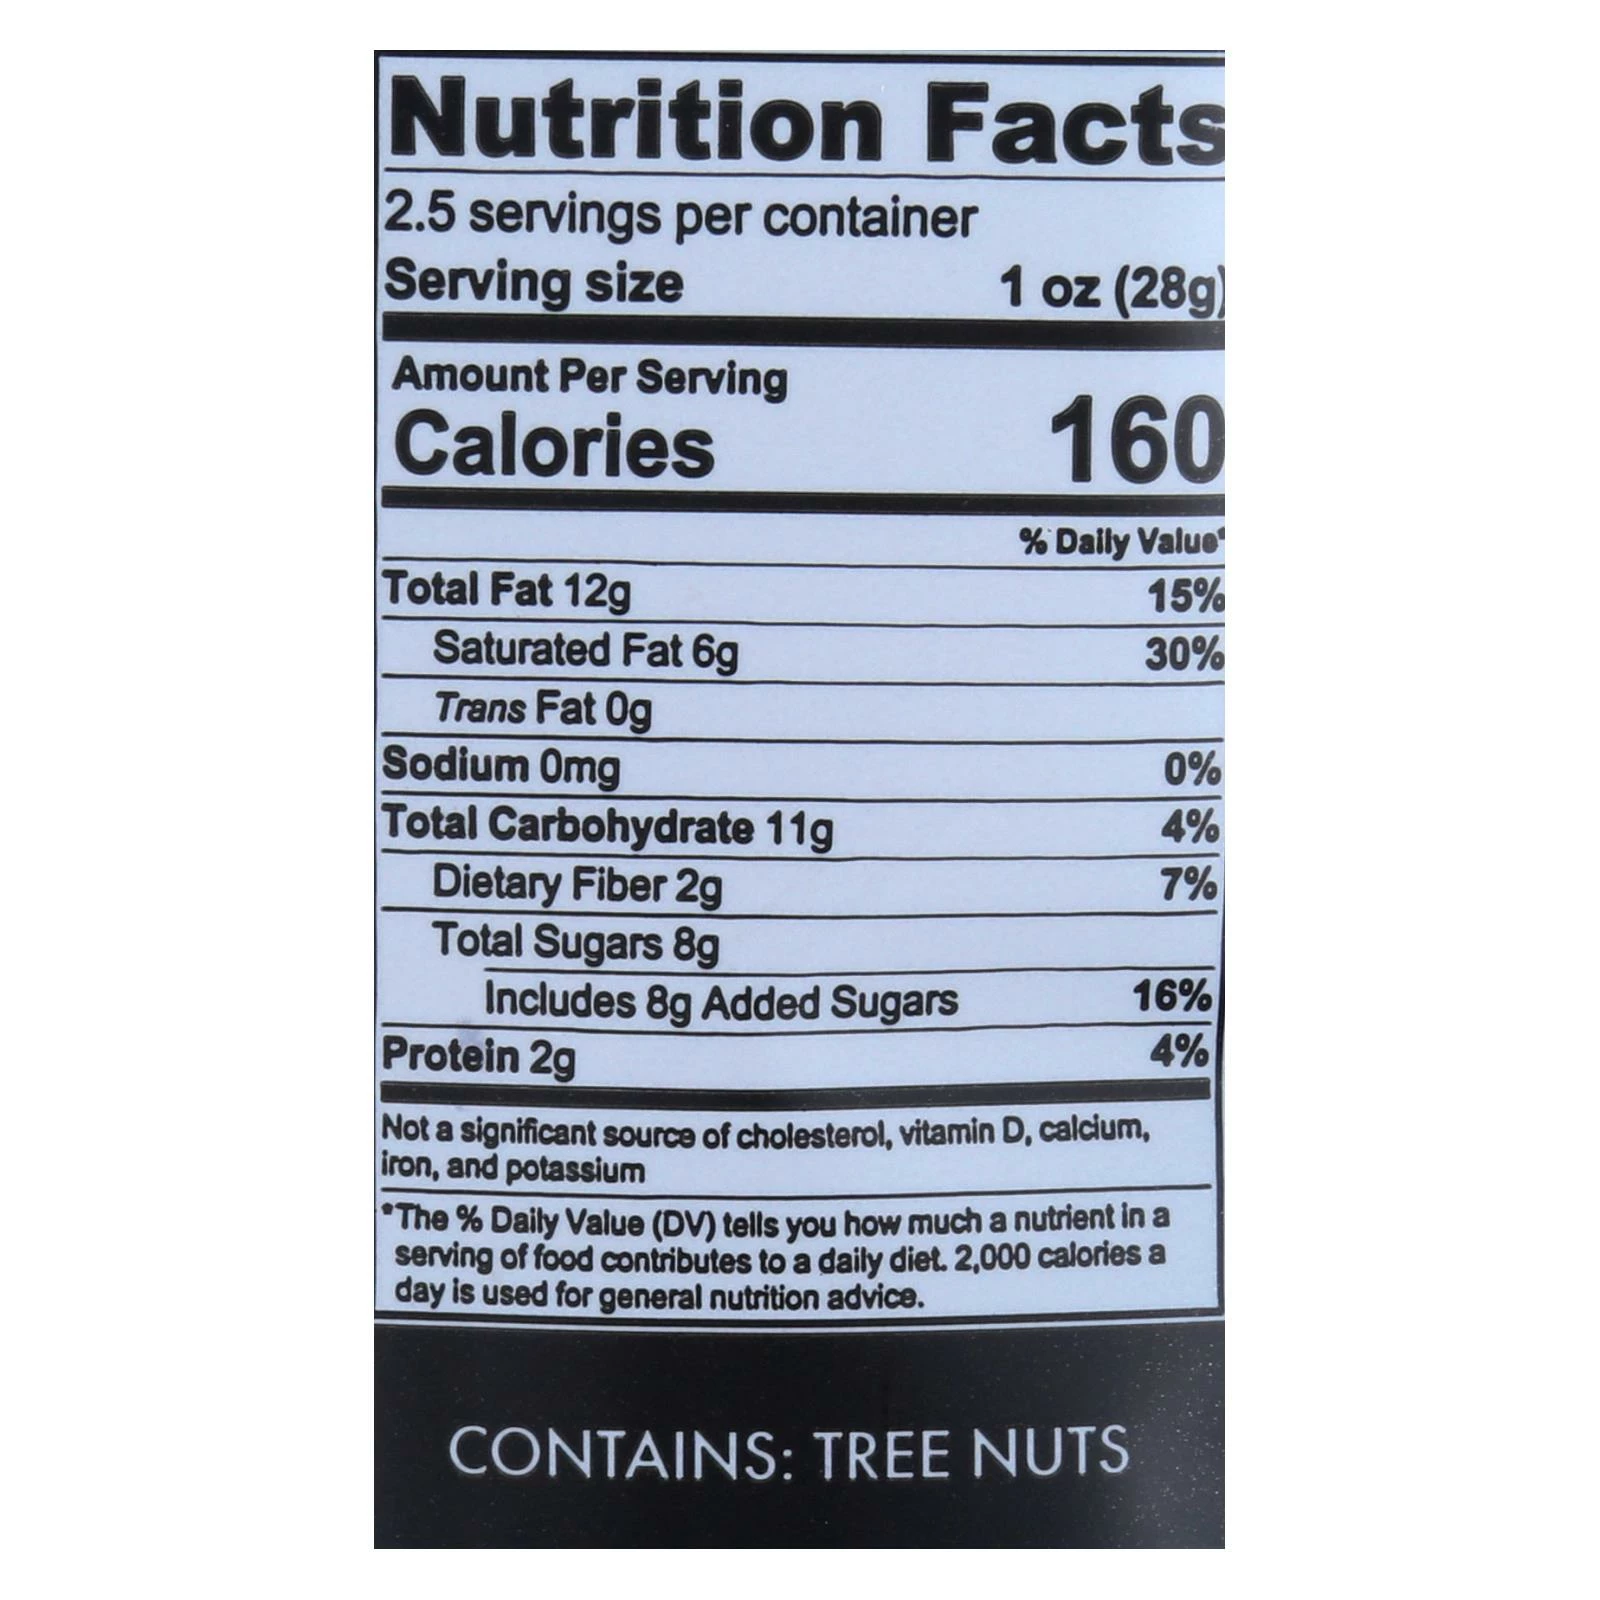 Nutrition Facts
2.5 servings per container
Serving size 1 oz (28g)
Amount Per Serving
Calories 160
% Daily Value*
Total Fat 12g 15%
Saturated Fat 6g 30%
Trans Fat 0g
Sodium 0mg 0%
Total Carbohydrate 11g 4%
Dietary Fiber 2g 7%
Total Sugars 8g
Includes 8g Added Sugars 16%
Protein 2g 4%
Not a significant source of cholesterol, vitamin D, calcium,
iron, and potassium
*The % Daily Value (DV) tells you how much a nutrient in a
serving of food contributes to a daily diet. 2,000 calories a
day is used for general nutrition advice.
CONTAINS: TREE NUTS